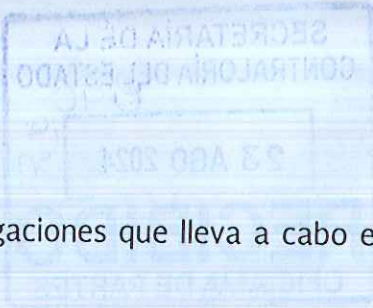 SECRETARÍA DE LA
CONTRALORÍA DEL ESTADO
23 AGO 2024
gaciones que lleva a cabo e